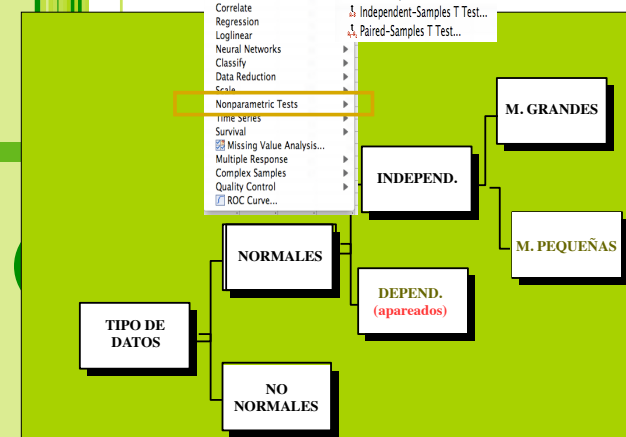 Correlate
Regression
Loglinear
Neural Networks
Classify
Data Reduction
Scale
Nonparametric Tests
Time Series
Survival
Missing Value Analysis...
Multiple Response
Complex Samples
Quality Control
ROC Curve...
Independent-Samples T Test...
Paired-Samples T Test...
M. GRANDES
INDEPEND.
M. PEQUEÑAS
NORMALES
DEPEND.
(apareados)
TIPO DE
DATOS
NO
NORMALES